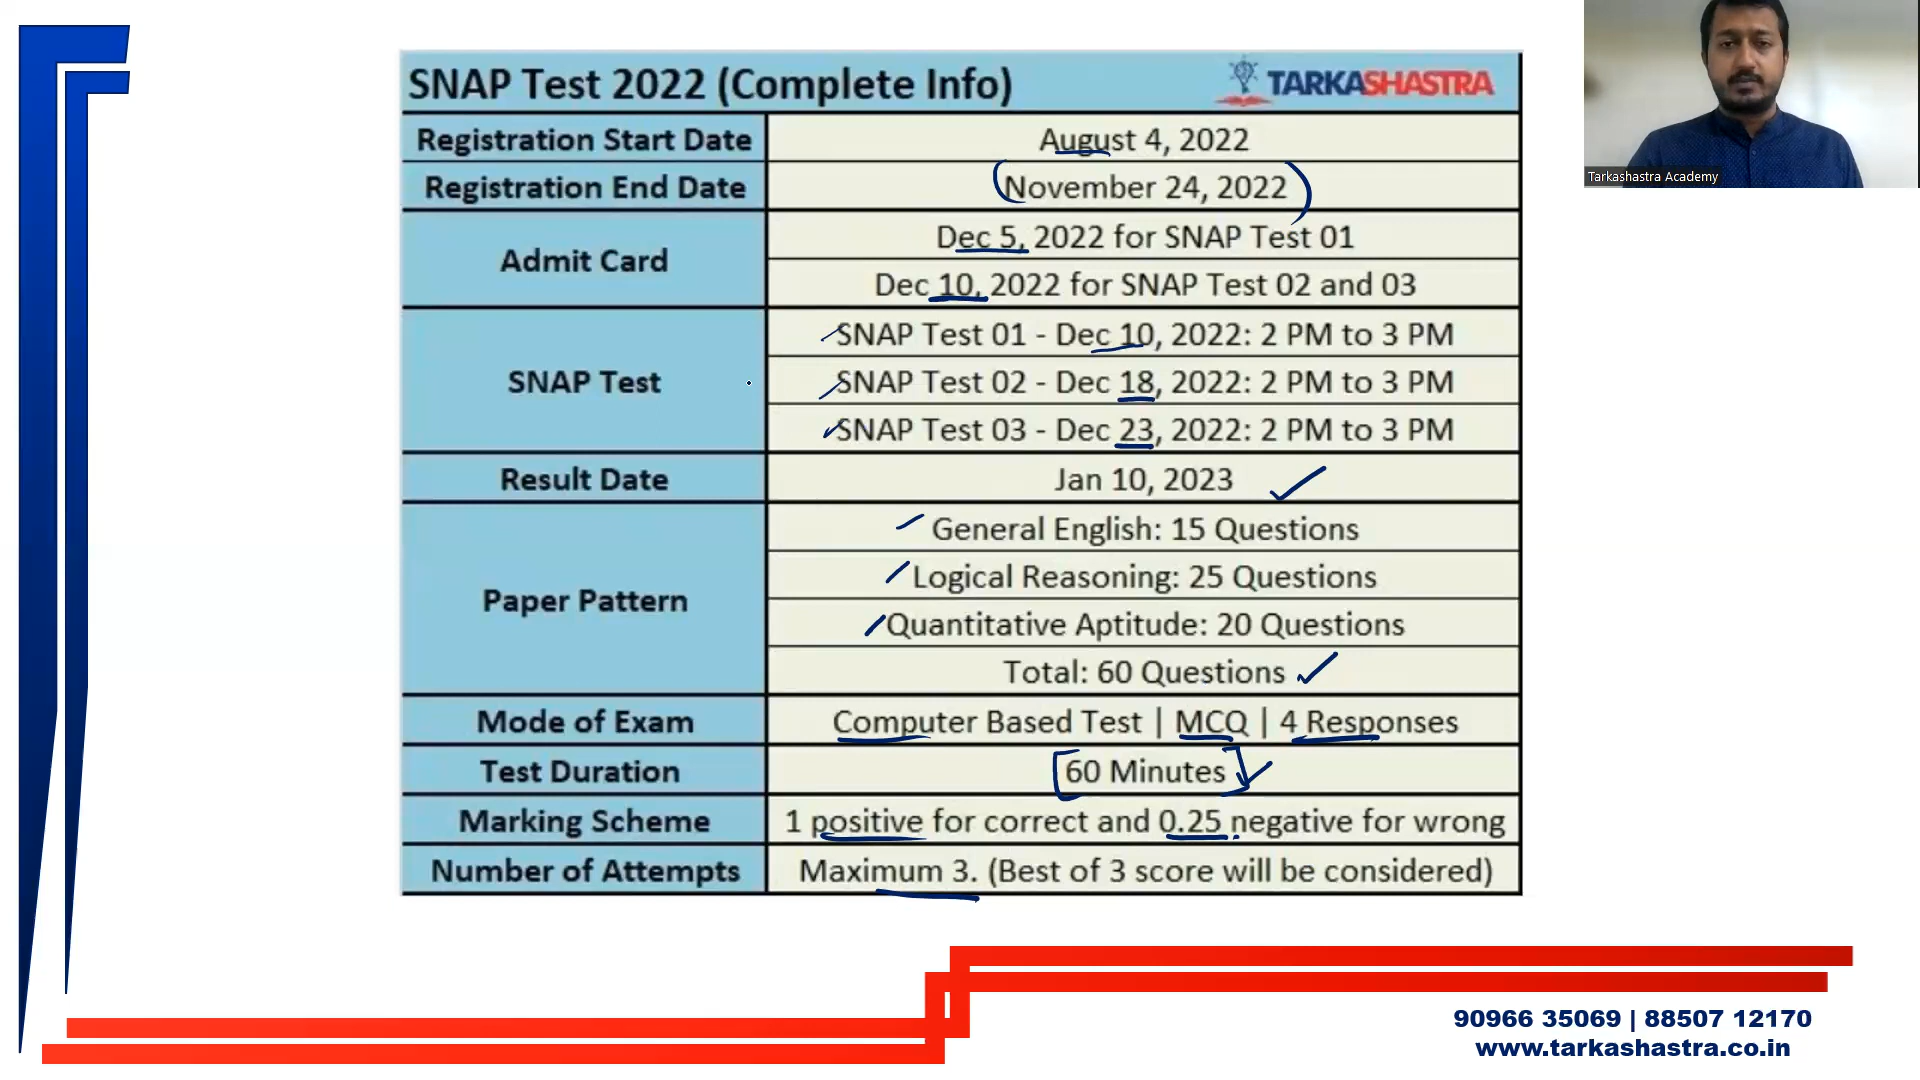 SNAP Test 2022 (Complete Info)
TARKASHASTRA
Tarkashastra Academy
Registration Start Date
August 4, 2022
Registration End Date
November 24, 2022
Admit Card
Dec 5, 2022 for SNAP Test 01
Dec 10, 2022 for SNAP Test 02 and 03
SNAP Test
SNAP Test 01 - Dec 10, 2022: 2 PM to 3 PM
SNAP Test 02 - Dec 18, 2022: 2 PM to 3 PM
SNAP Test 03 - Dec 23, 2022: 2 PM to 3 PM
Result Date
Jan 10, 2023
Paper Pattern
General English: 15 Questions
Logical Reasoning: 25 Questions
Quantitative Aptitude: 20 Questions
Total: 60 Questions
Mode of Exam
Computer Based Test | MCQ | 4 Responses
Test Duration
60 Minutes
Marking Scheme
1 positive for correct and 0.25 negative for wrong
Number of Attempts
Maximum 3. (Best of 3 score will be considered)
90966 35069 | 88507 12170
www.tarkashastra.co.in